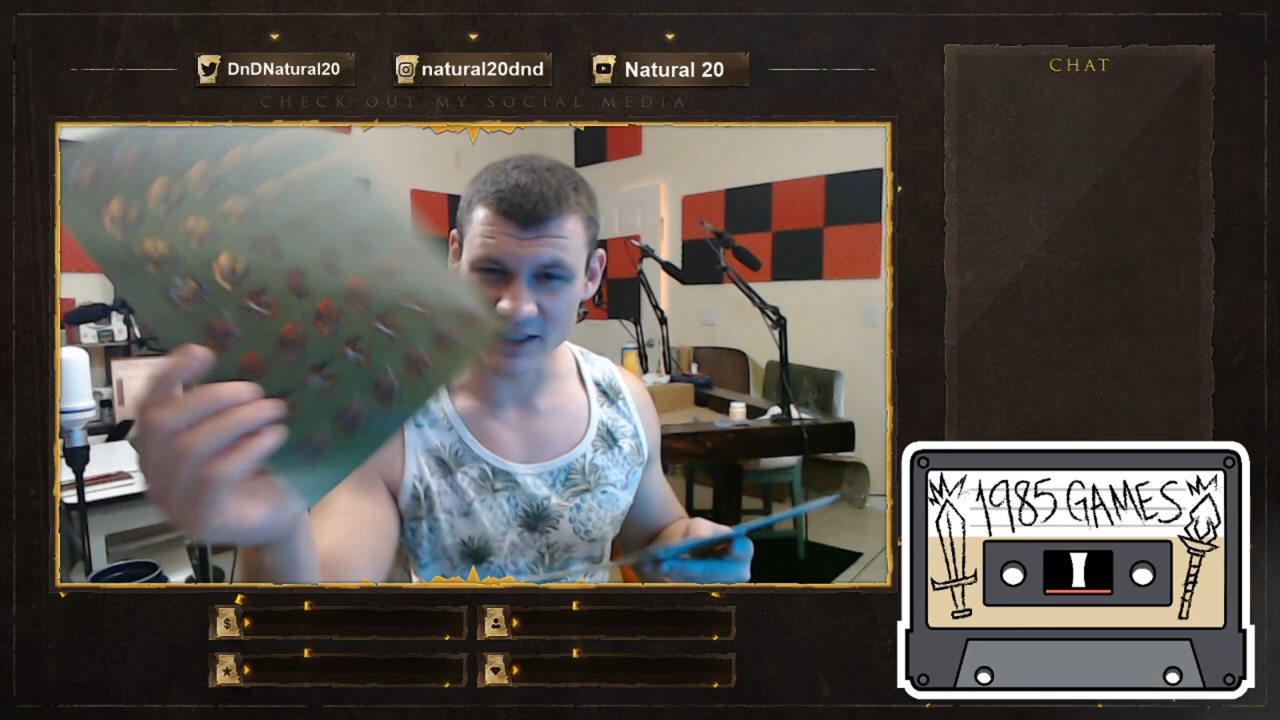 DnDNatural20
natural20dnd
Natural 20
CHECK OUT MY SOCIAL MEDIA
CHAT
1985 GAMES